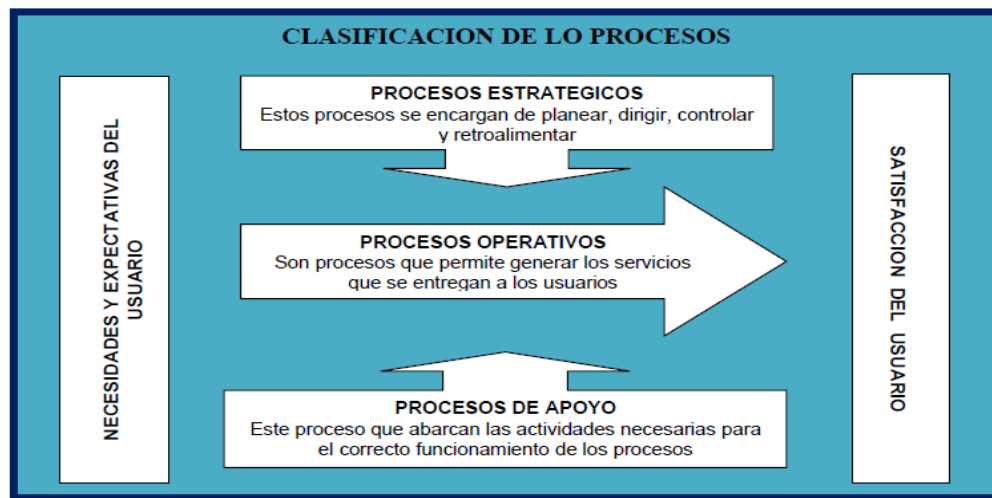 CLASIFICACION DE LO PROCESOS
NECESIDADES Y EXPECTATIVAS DEL
USUARIO
PROCESOS ESTRATEGICOS
Estos procesos se encargan de planear, dirigir, controlar
y retroalimentar
PROCESOS OPERATIVOS
Son procesos que permite generar los servicios
que se entregan a los usuarios
PROCESOS DE APOYO
Este proceso que abarcan las actividades necesarias para
el correcto funcionamiento de los procesos
SATISFACCION DEL USUARIO